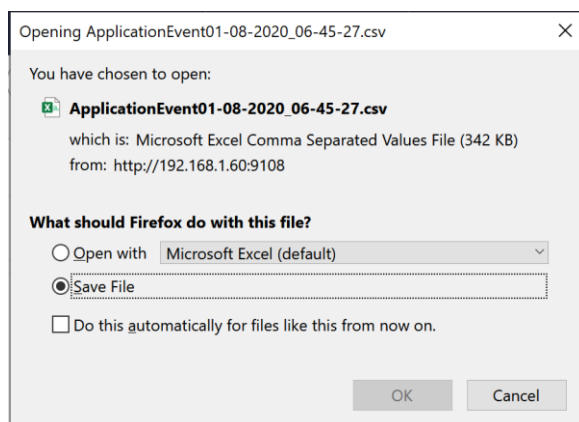 Opening ApplicationEvent01-08-2020_06-45-27.csv
You have chosen to open:
ApplicationEvent01-08-2020_06-45-27.csv
which is: Microsoft Excel Comma Separated Values File (342 KB)
from: http://192.168.1.60:9108
What should Firefox do with this file?
Open with Microsoft Excel (default)
Save File
Do this automatically for files like this from now on.
OK Cancel